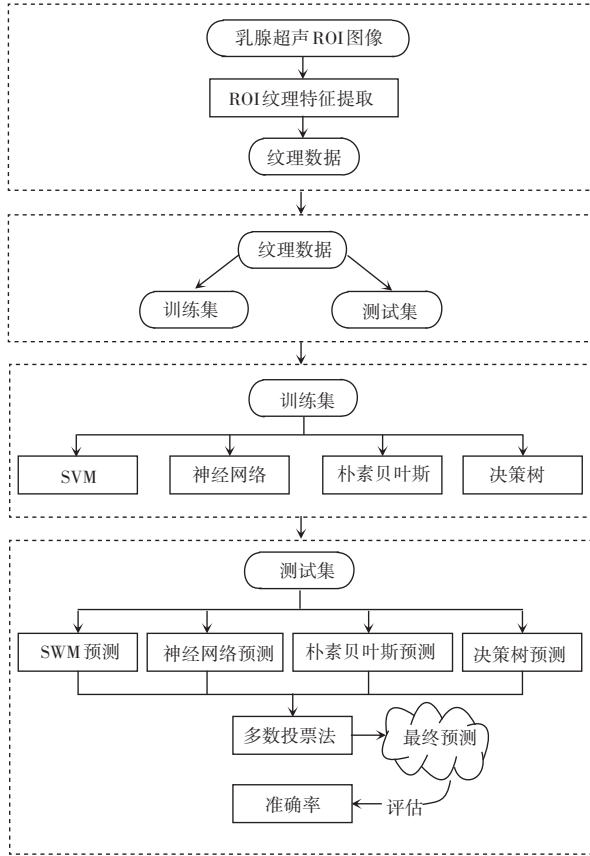 乳腺超声ROI图像
ROI纹理特征提取
纹理数据
纹理数据
训练集
测试集
训练集
SVM
神经网络
朴素贝叶斯
决策树
测试集
SWM预测
神经网络预测
朴素贝叶斯预测
决策树预测
多数投票法
最终预测
准确率
评估